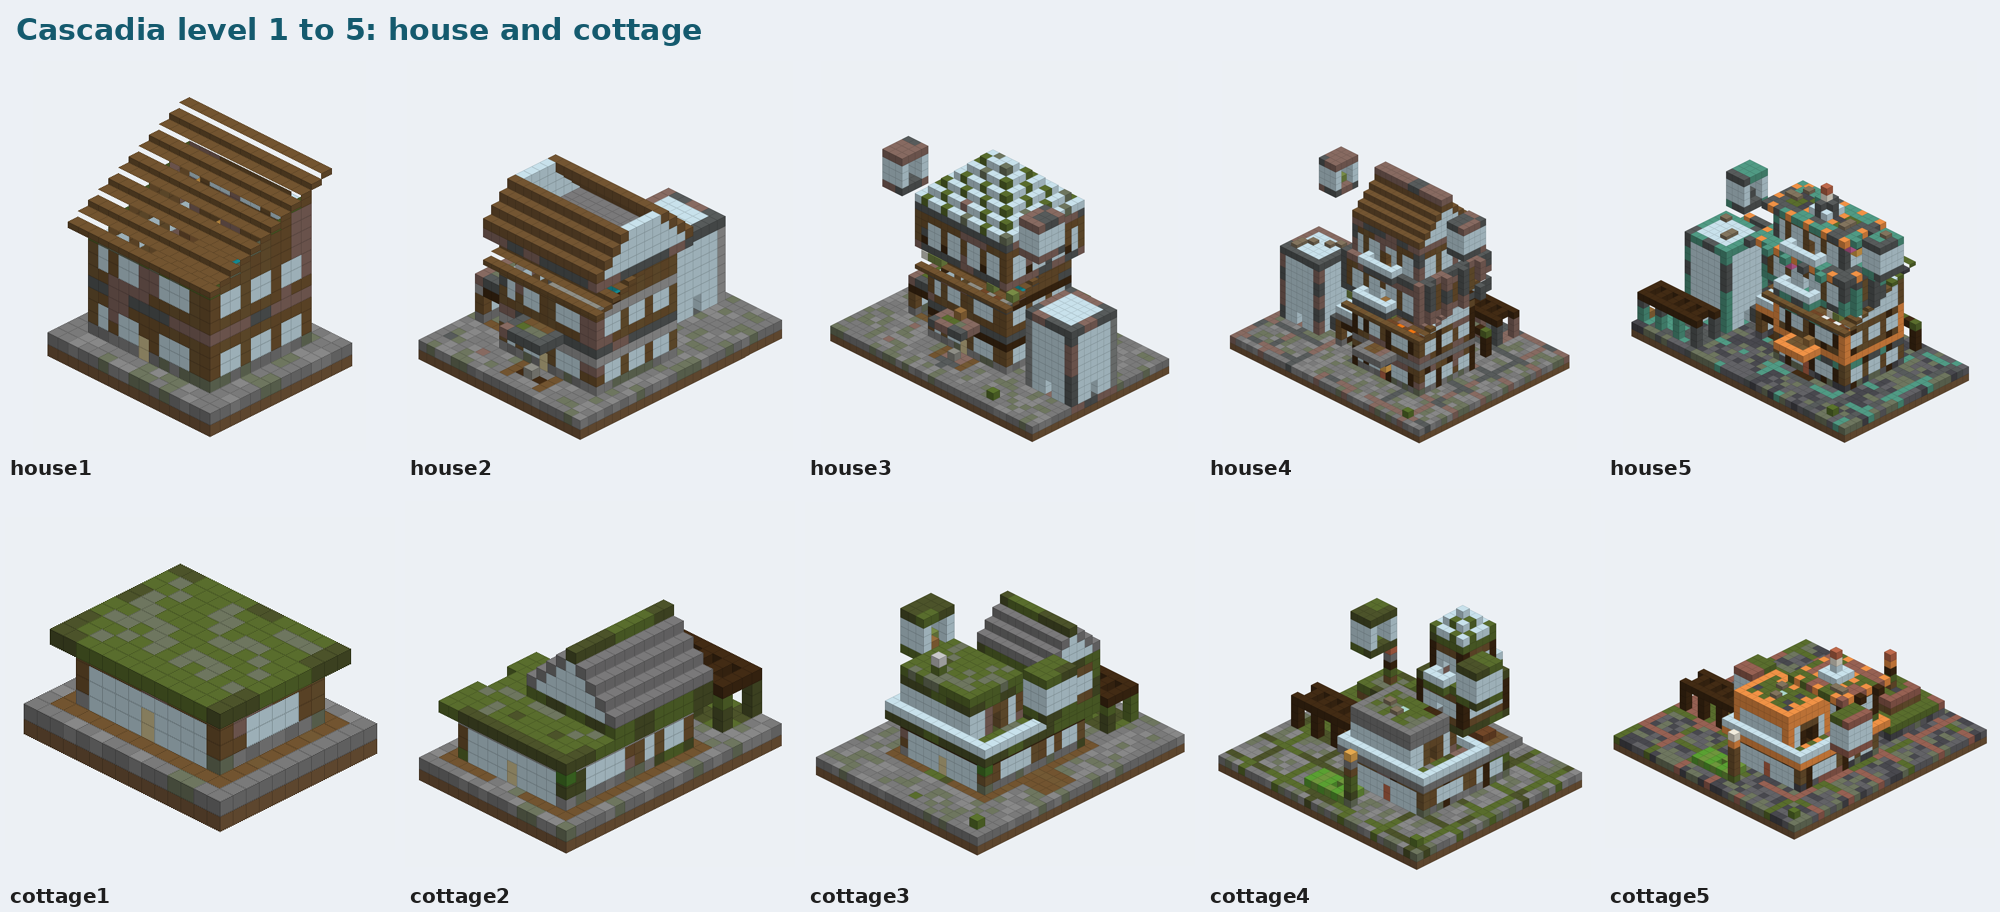 Cascadia level 1 to 5: house and cottage
house1
house2
house3
house4
house5
cottage1
cottage2
cottage3
cottage4
cottage5